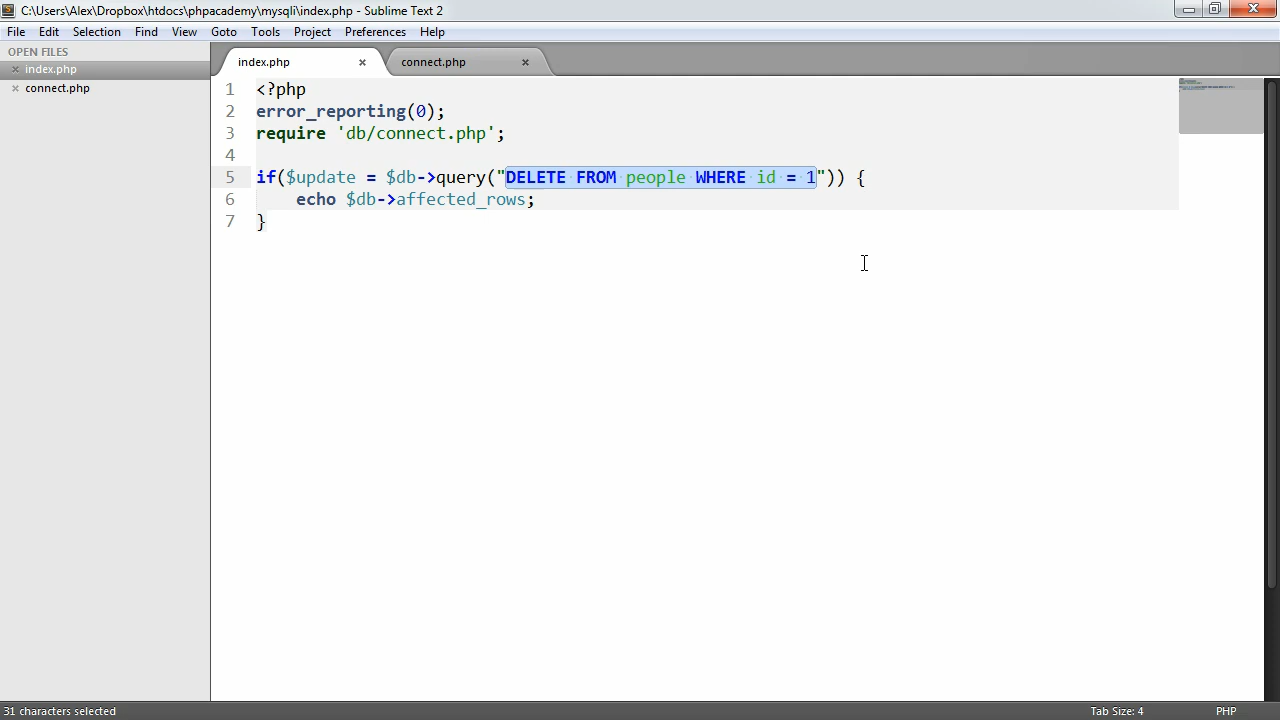 C:\Users\Alex\Dropbox\htdocs\phpacademy\mysqli\index.php - Sublime Text 2
File Edit Selection Find View Goto Tools Project Preferences Help
OPEN FILES
index.php
connect.php
index.php connect.php
1 <?php
2 error_reporting(0);
3 require 'db/connect.php';
4
5 if($update = $db->query("DELETE FROM people WHERE id = 1")) {
6 echo $db->affected_rows;
7 }
31 characters selected Tab Size: 4 PHP